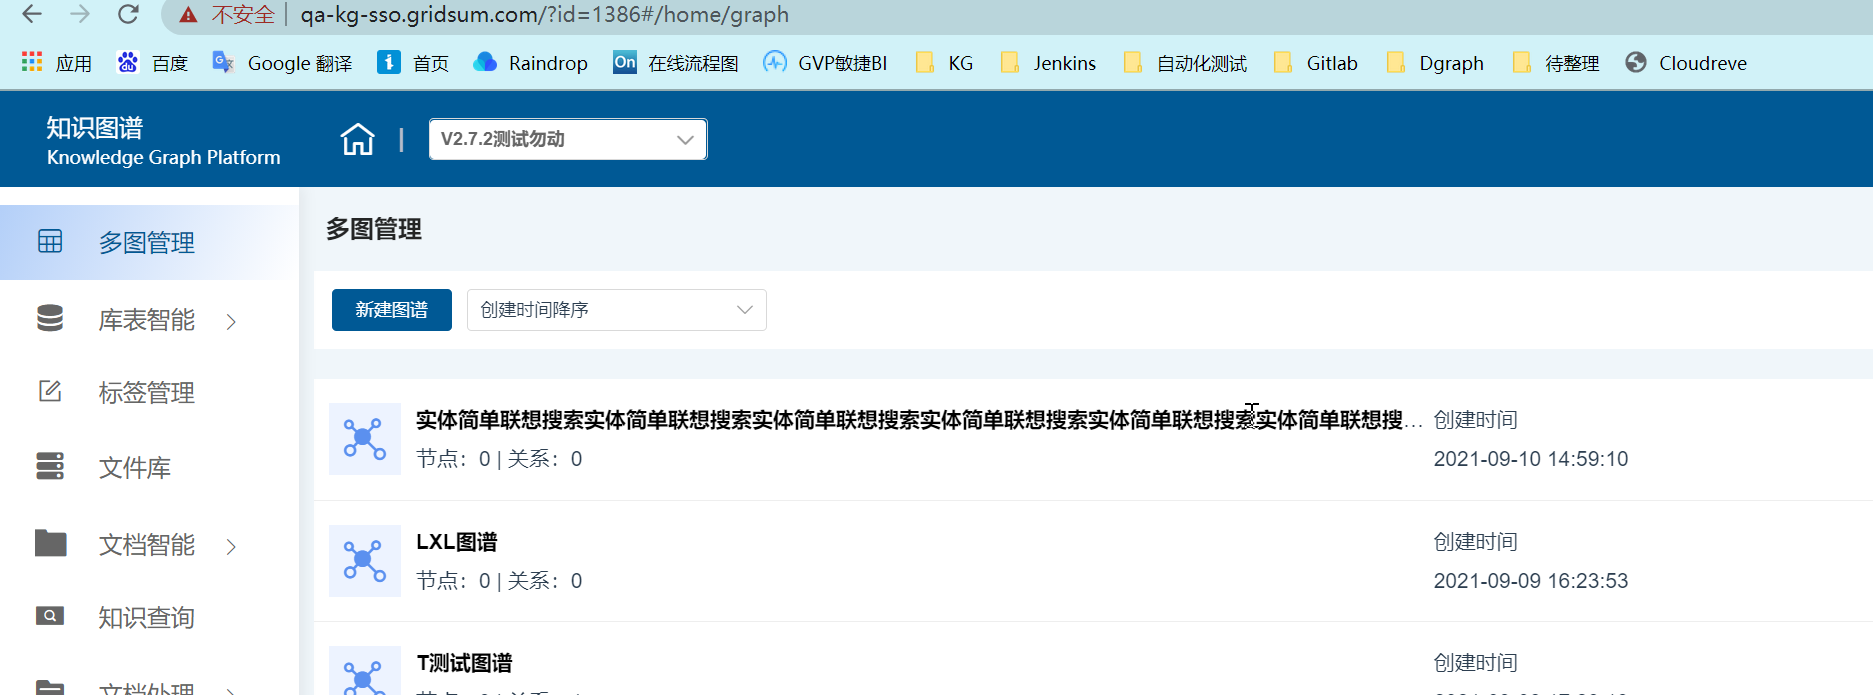 不安全 | qa-kg-sso.gridsum.com/?id=1386#/home/graph
应用 百度 Google 翻译 首页 Raindrop On 在线流程图 GVP敏捷BI KG Jenkins 自动化测试 Gitlab Dgraph 待整理 Cloudreve
知识图谱
Knowledge Graph Platform
V2.7.2测试勿动
多图管理
库表智能
标签管理
文件库
文档智能
知识查询
文档处理
多图管理
新建图谱 创建时间降序
实体简单联想搜索实体简单联想搜索实体简单联想搜索实体简单联想搜索实体简单联想搜索实体简单联想搜... 创建时间
节点：0 | 关系：0 2021-09-10 14:59:10
LXL图谱 创建时间
节点：0 | 关系：0 2021-09-09 16:23:53
T测试图谱 创建时间